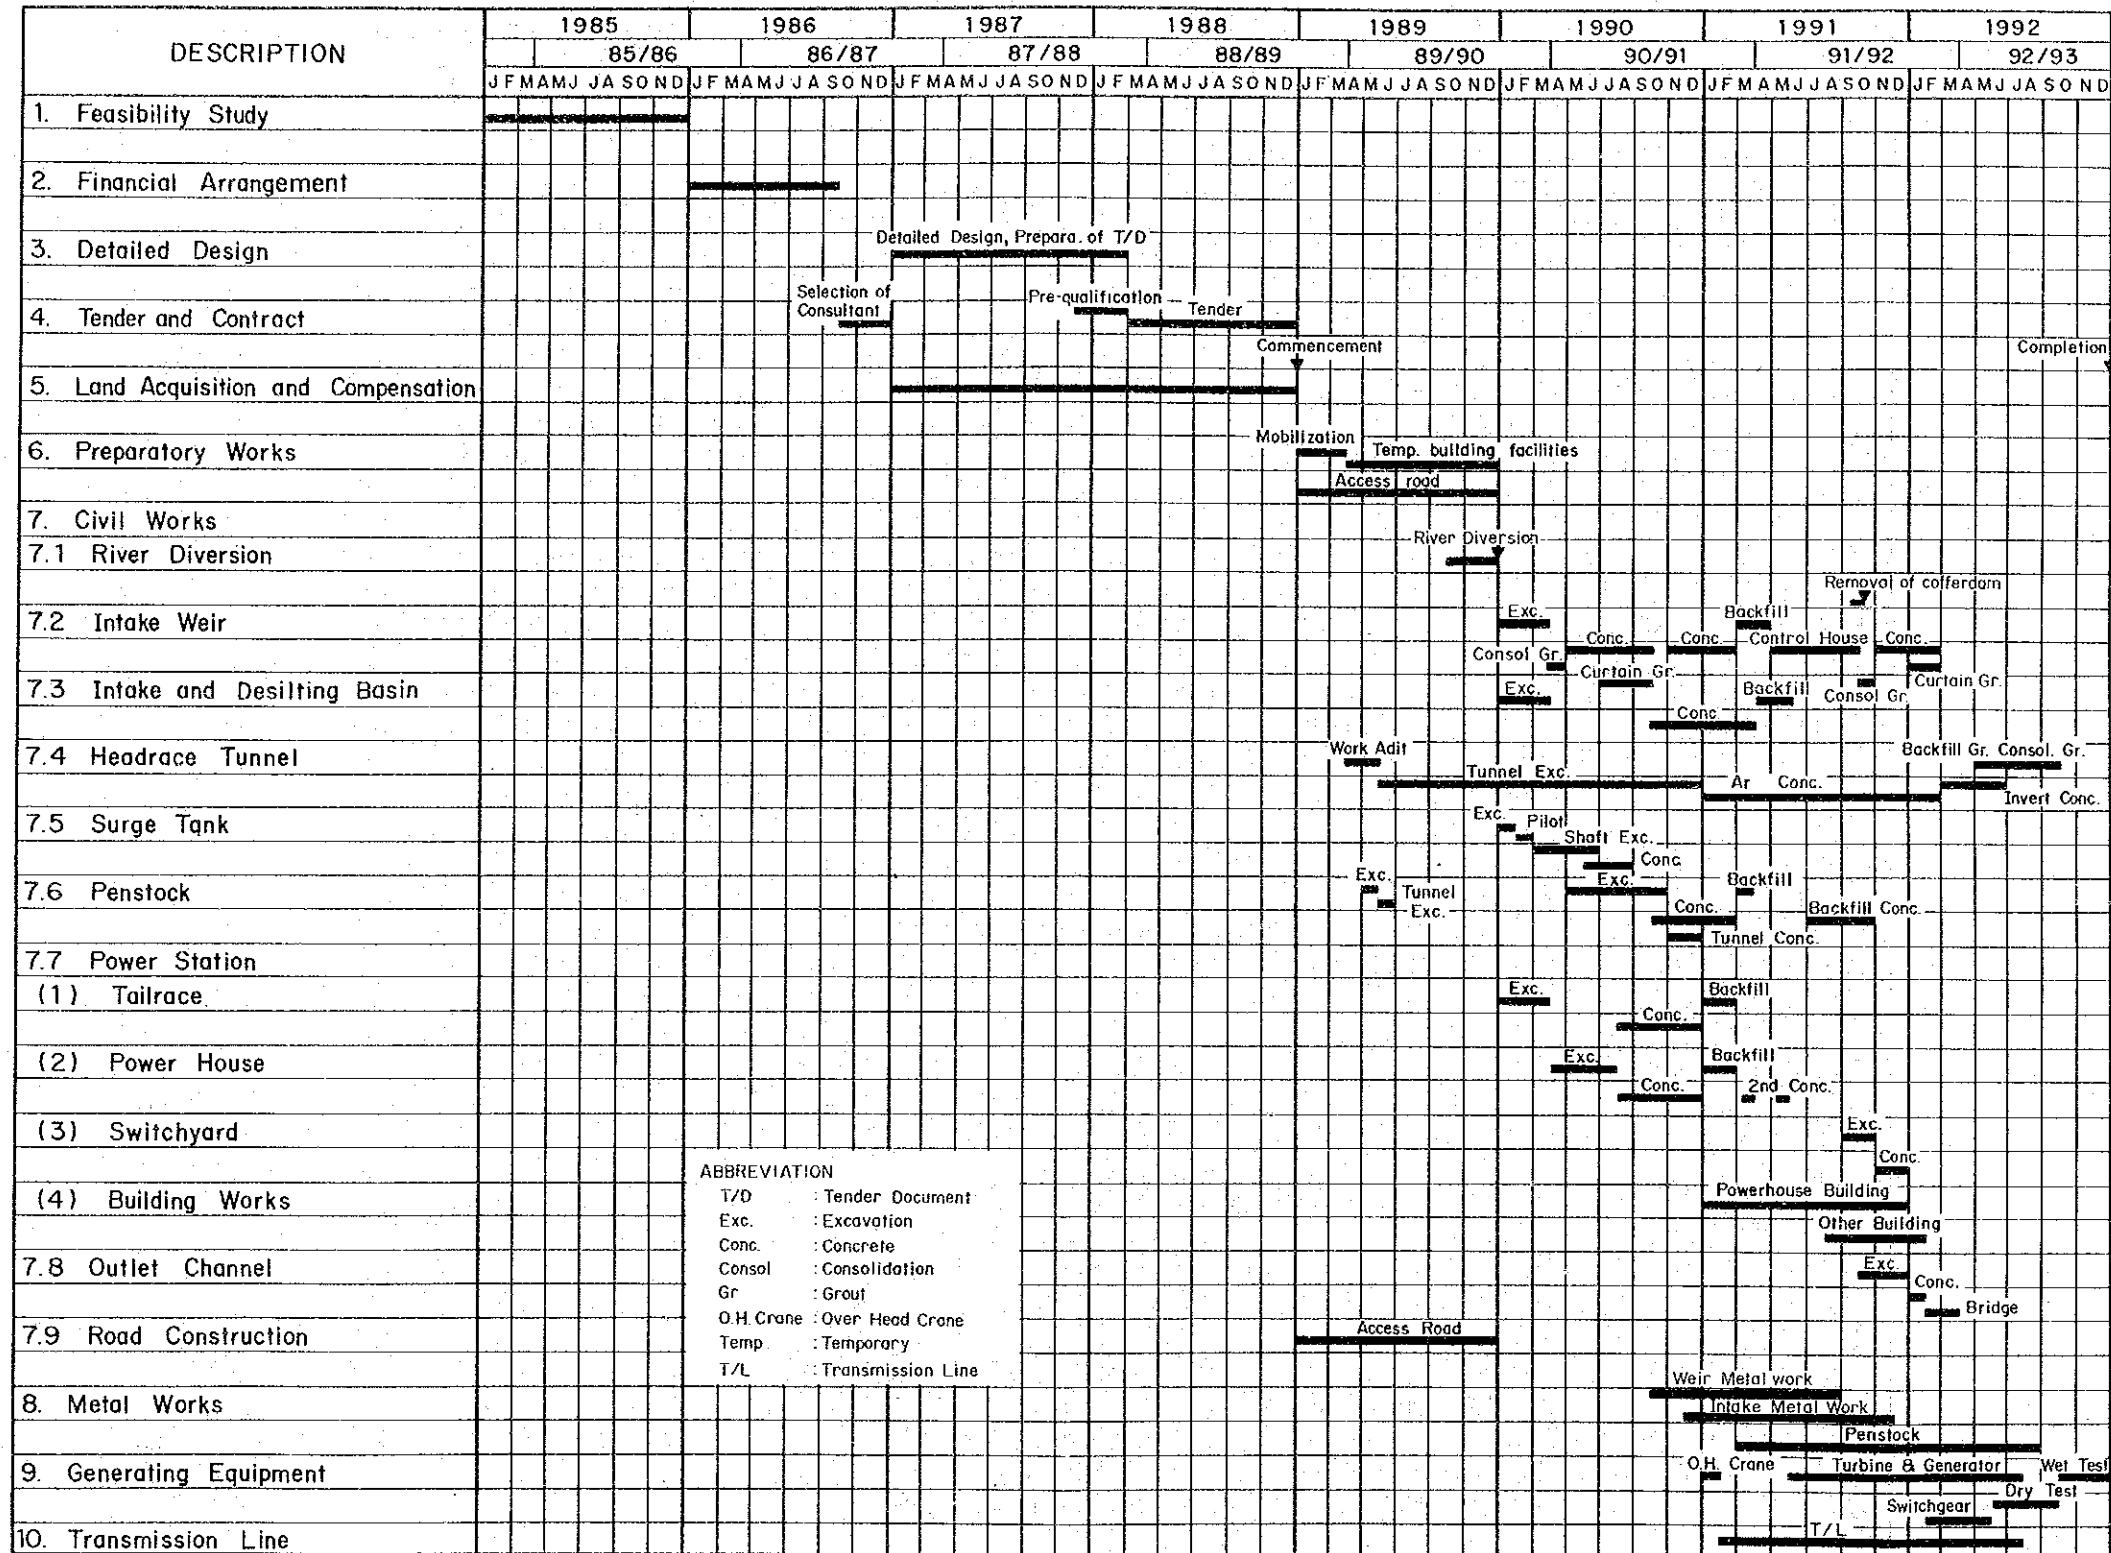 DESCRIPTION
1985 1986 1987 1988 1989 1990 1991 1992
85/86 86/87 87/88 88/89 89/90 90/91 91/92 92/93
J F M A M J J A S O N D J F M A M J J A S O N D J F M A M J J A S O N D J F M A M J J A S O N D J F M A M J J A S O N D J F M A M J J A S O N D J F M A M J J A S O N D J F M A M J J A S O N D
1. Feasibility Study
2. Financial Arrangement
Detailed Design, Prepara. of T/D
3. Detailed Design
Selection of
Consultant
Pre-qualification
Tender
4. Tender and Contract
Commencement
Completion
5. Land Acquisition and Compensation
Mobilization
Temp. building facilities
6. Preparatory Works
Access road
7. Civil Works
River Diversion
7.1 River Diversion
Removal of cofferdam
Exc. Backfill
7.2 Intake Weir
Conc. Conc. Control House Conc.
Consol Gr.
Curtain Gr. Consol Gr. Curtain Gr.
7.3 Intake and Desilting Basin
Exc. Backfill
Conc
Work Adit
Backfill Gr. Consol. Gr.
7.4 Headrace Tunnel
Tunnel Exc. Ar Conc. Invert Conc.
7.5 Surge Tank
Exc. Pilot Shaft Exc.
Conc
Exc. Exc. Backfill
7.6 Penstock
Tunnel
Exc.
Conc. Backfill Conc.
Tunnel Conc.
7.7 Power Station
(1) Tailrace
Exc. Backfill
Conc.
(2) Power House
Exc. Backfill
Conc. 2nd Conc.
(3) Switchyard
Exc.
Conc.
(4) Building Works
Powerhouse Building
Other Building
7.8 Outlet Channel
Exc.
Conc.
Bridge
7.9 Road Construction
Access Road
Weir Metal work
8. Metal Works
Intake Metal Work
Penstock
9. Generating Equipment
O.H. Crane Turbine & Generator Wet Test
Dry Test
Switchgear
10. Transmission Line
T/L
ABBREVIATION
T/D : Tender Document
Exc. : Excavation
Conc. : Concrete
Consol : Consolidation
Gr : Grout
O.H. Crane : Over Head Crane
Temp : Temporary
T/L : Transmission Line